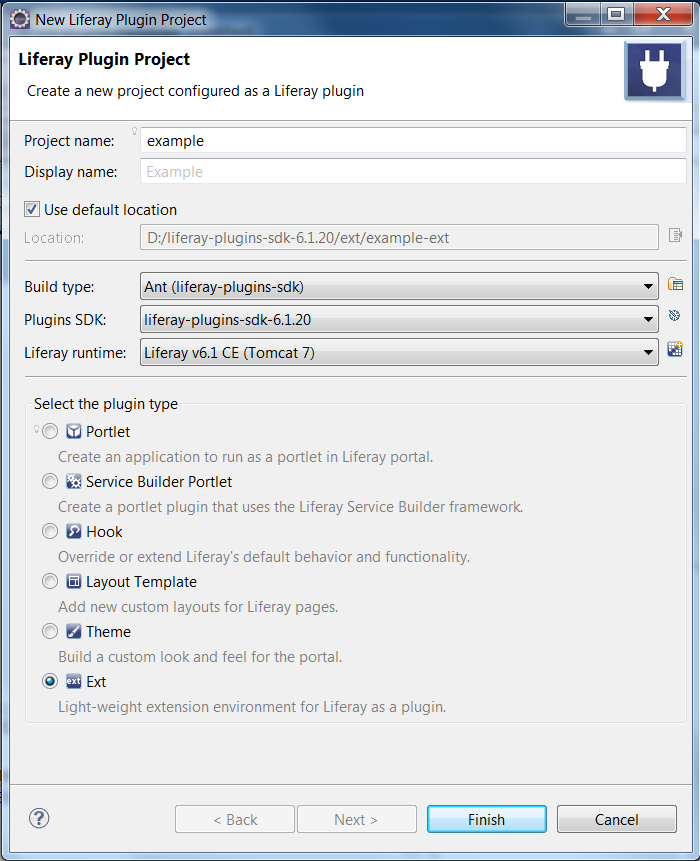 New Liferay Plugin Project
Liferay Plugin Project
Create a new project configured as a Liferay plugin
Project name: example
Display name: Example
Use default location
Location: D:/liferay-plugins-sdk-6.1.20/ext/example-ext
Build type: Ant (liferay-plugins-sdk)
Plugins SDK: liferay-plugins-sdk-6.1.20
Liferay runtime: Liferay v6.1 CE (Tomcat 7)
Select the plugin type
Portlet
Create an application to run as a portlet in Liferay portal.
Service Builder Portlet
Create a portlet plugin that uses the Liferay Service Builder framework.
Hook
Override or extend Liferay's default behavior and functionality.
Layout Template
Add new custom layouts for Liferay pages.
Theme
Build a custom look and feel for the portal.
ext Ext
Light-weight extension environment for Liferay as a plugin.
? < Back Next > Finish Cancel